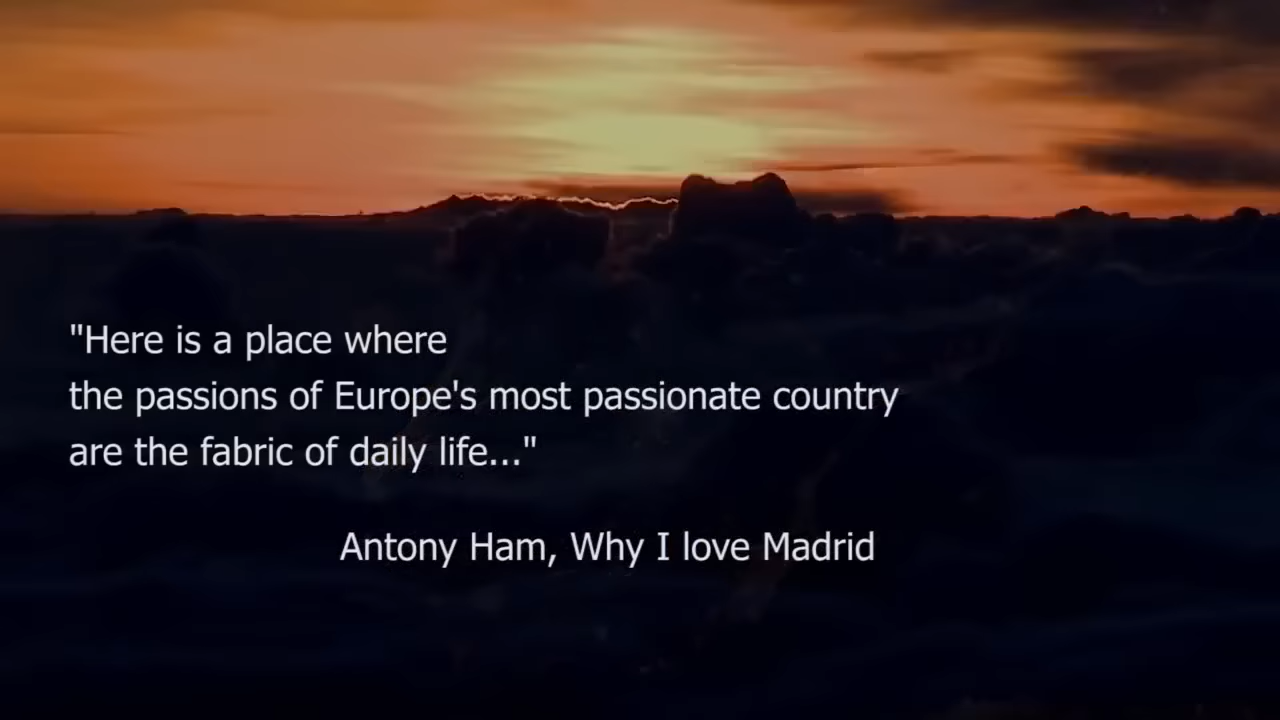 "Here is a place where
the passions of Europe's most passionate country
are the fabric of daily life..."
Antony Ham, Why I love Madrid